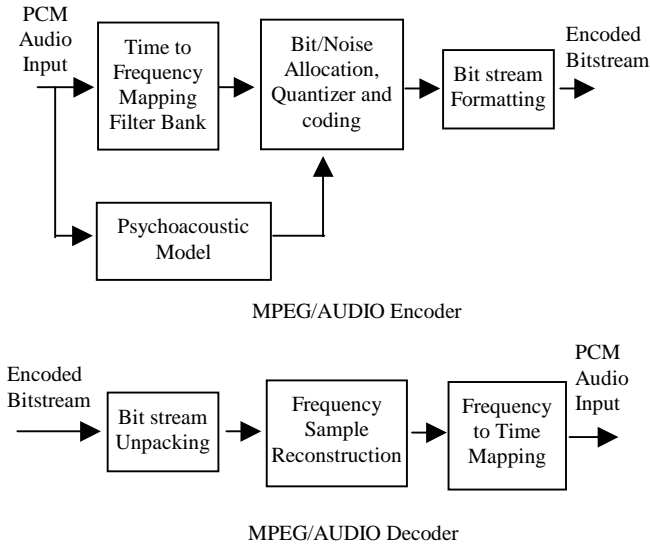 PCM
Audio
Input
Time to
Frequency
Mapping
Filter Bank
Bit/Noise
Allocation,
Quantizer and
coding
Bit stream
Formatting
Encoded
Bitstream
Psychoacoustic
Model
MPEG/AUDIO Encoder
Encoded
Bitstream
Bit stream
Unpacking
Frequency
Sample
Reconstruction
Frequency
to Time
Mapping
PCM
Audio
Input
MPEG/AUDIO Decoder